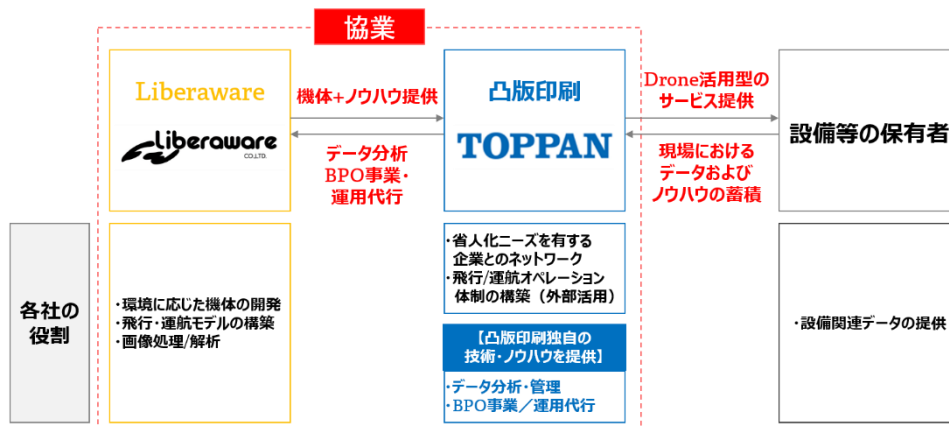 協業
Liberaware
Liberaware
CO.,LTD.
機体+ノウハウ提供
データ分析
BPO事業・
運用代行
凸版印刷
TOPPAN
Drone活用型の
サービス提供
現場における
データおよび
ノウハウの蓄積
設備等の保有者
各社の
役割
・環境に応じた機体の開発
・飛行・運航モデルの構築
・画像処理/解析
・省人化ニーズを有する
企業とのネットワーク
・飛行/運航オペレーション
体制の構築（外部活用）
【凸版印刷独自の
技術・ノウハウを提供】
・データ分析・管理
・BPO事業／運用代行
・設備関連データの提供